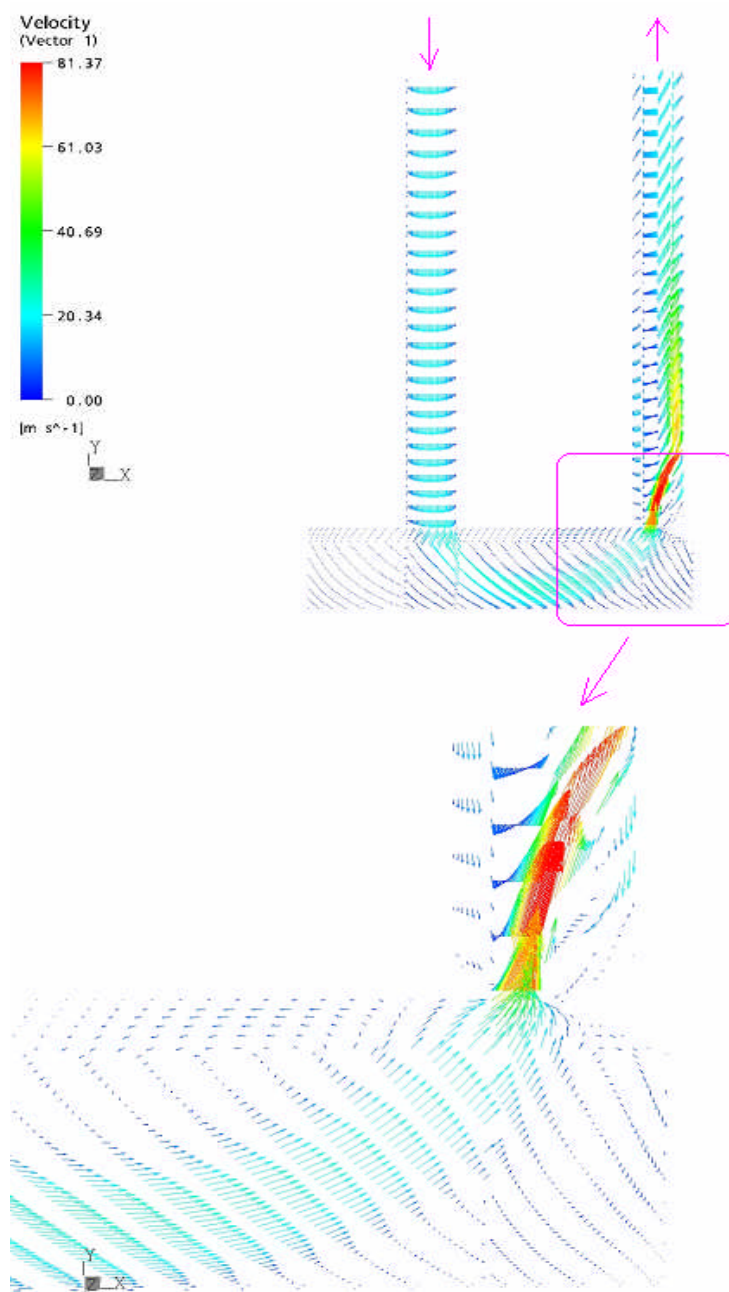 Velocity
(Vector 1)
81.37
61.03
40.69
20.34
0.00
[m s^-1]
Y
X
Y
X